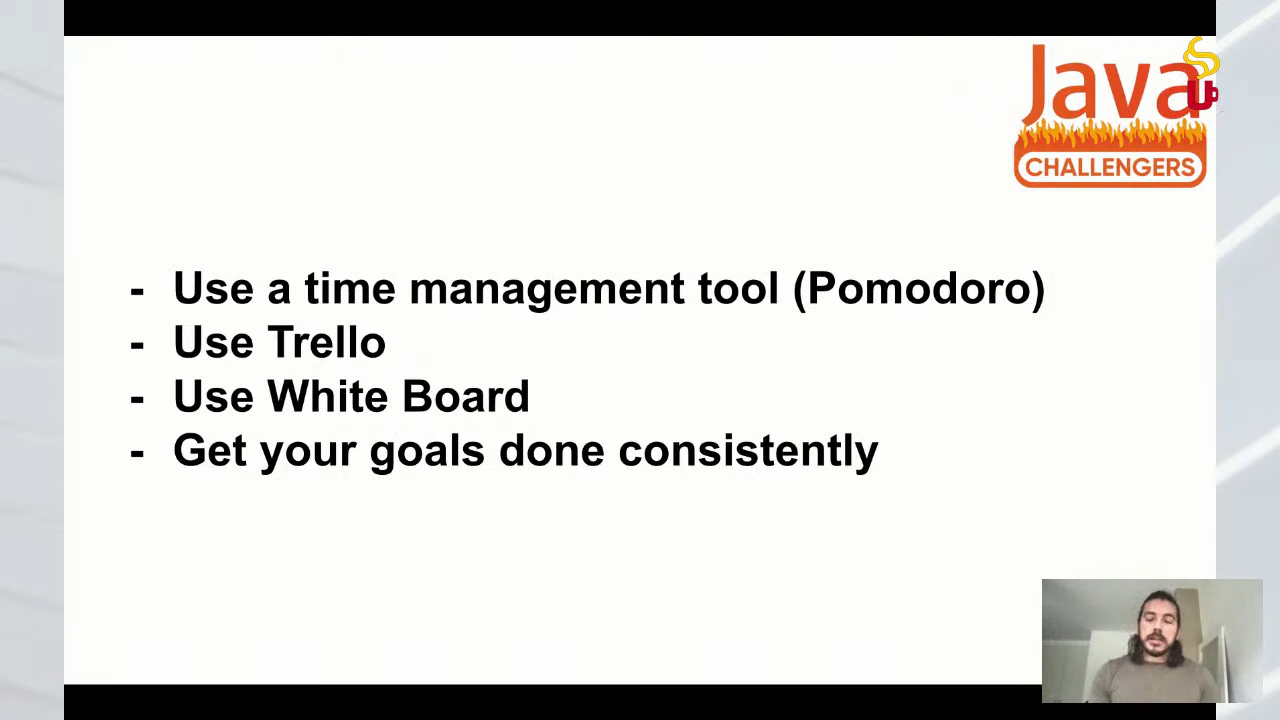 Java
CHALLENGERS
- Use a time management tool (Pomodoro)
- Use Trello
- Use White Board
- Get your goals done consistently